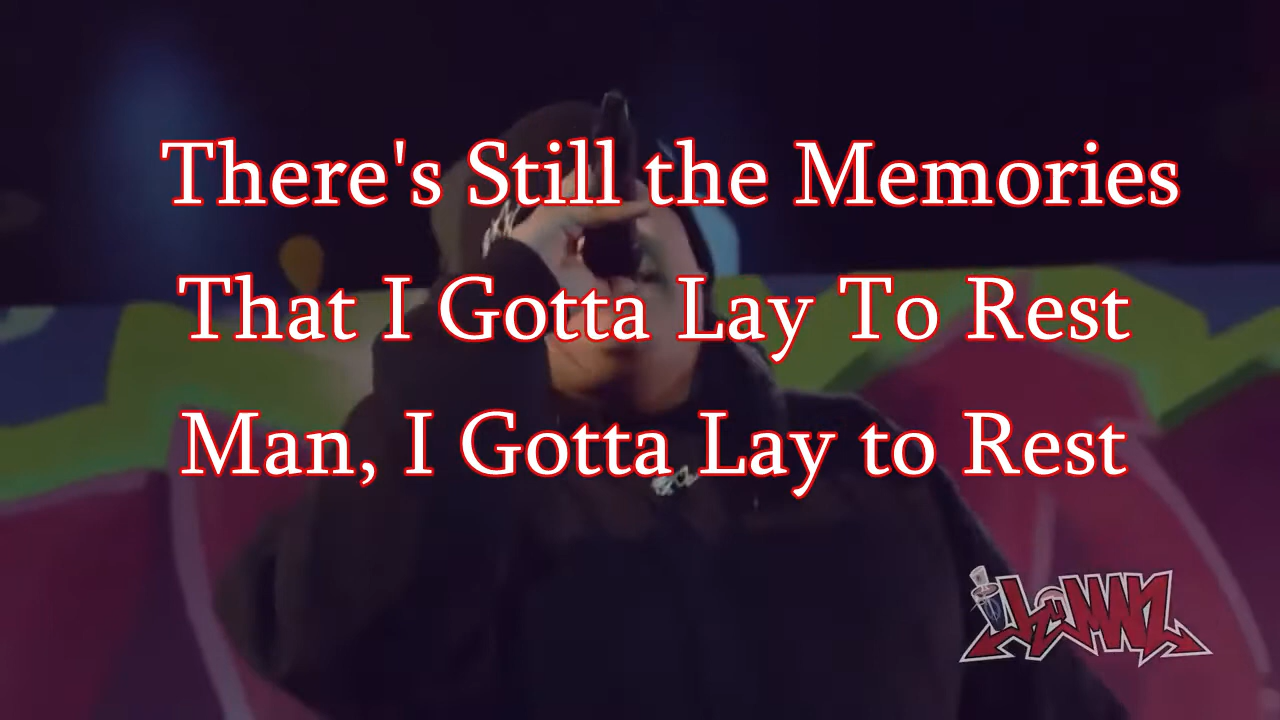 There's Still the Memories
That I Gotta Lay To Rest
Man, I Gotta Lay to Rest